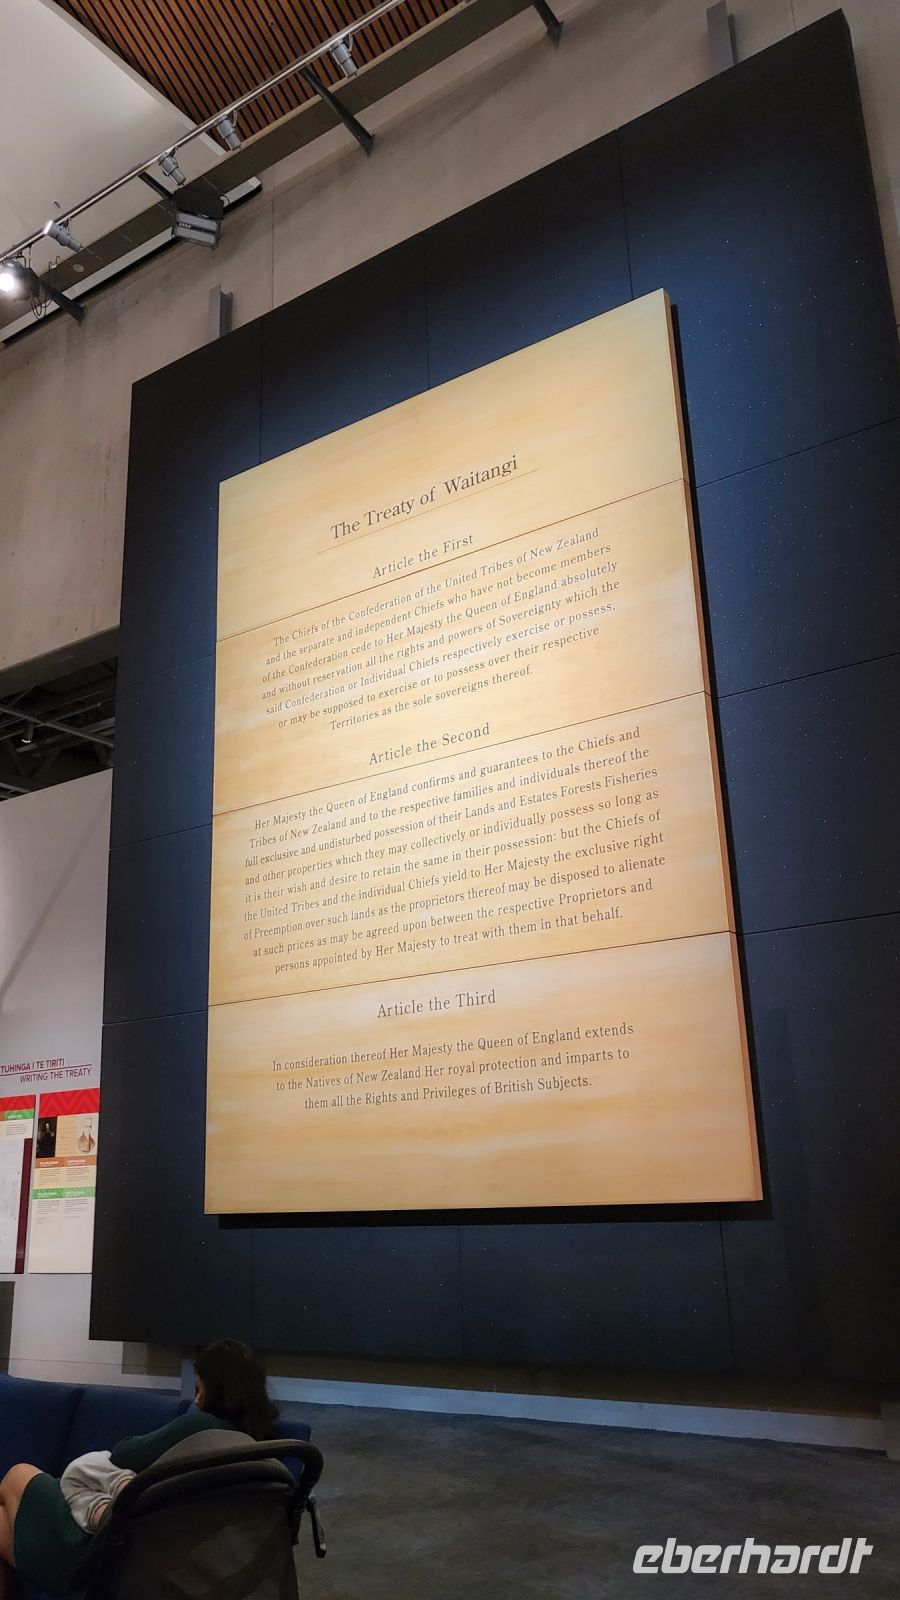 The Treaty of Waitangi
Article the First
The Chiefs of the Confederation of the United Tribes of New Zealand
and the separate and independent Chiefs who have not become members
of the Confederation cede to Her Majesty the Queen of England absolutely
and without reservation all the rights and powers of Sovereignty which the
said Confederation or Individual Chiefs respectively exercise or possess,
or may be supposed to exercise or to possess over their respective
Territories as the sole sovereigns thereof.
Article the Second
Her Majesty the Queen of England confirms and guarantees to the Chiefs and
Tribes of New Zealand and to the respective families and individuals thereof the
full exclusive and undisturbed possession of their Lands and Estates Forests Fisheries
and other properties which they may collectively or individually possess so long as
it is their wish and desire to retain the same in their possession: but the Chiefs of
the United Tribes and the individual Chiefs yield to Her Majesty the exclusive right
of Preemption over such lands as the proprietors thereof may be disposed to alienate
at such prices as may be agreed upon between the respective Proprietors and
persons appointed by Her Majesty to treat with them in that behalf.
Article the Third
In consideration thereof Her Majesty the Queen of England extends
to the Natives of New Zealand Her royal protection and imparts to
them all the Rights and Privileges of British Subjects.
TUHINGA I TE TIRITI
WRITING THE TREATY
eberhardt